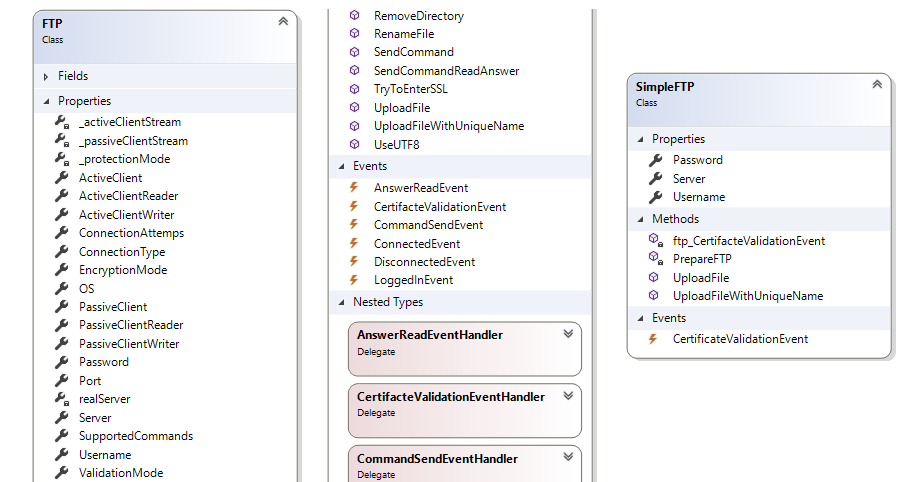 FTP
Class
Fields
Properties
_activeClientStream
_passiveClientStream
_protectionMode
ActiveClient
ActiveClientReader
ActiveClientWriter
ConnectionAttemps
ConnectionType
EncryptionMode
OS
PassiveClient
PassiveClientReader
PassiveClientWriter
Password
Port
realServer
Server
SupportedCommands
Username
ValidationMode
RemoveDirectory
RenameFile
SendCommand
SendCommandReadAnswer
TryToEnterSSL
UploadFile
UploadFileWithUniqueName
UseUTF8
Events
AnswerReadEvent
CertifacteValidationEvent
CommandSendEvent
ConnectedEvent
DisconnectedEvent
LoggedInEvent
Nested Types
AnswerReadEventHandler
Delegate
CertifacteValidationEventHandler
Delegate
CommandSendEventHandler
Delegate
SimpleFTP
Class
Properties
Password
Server
Username
Methods
ftp_CertifacteValidationEvent
PrepareFTP
UploadFile
UploadFileWithUniqueName
Events
CertificateValidationEvent